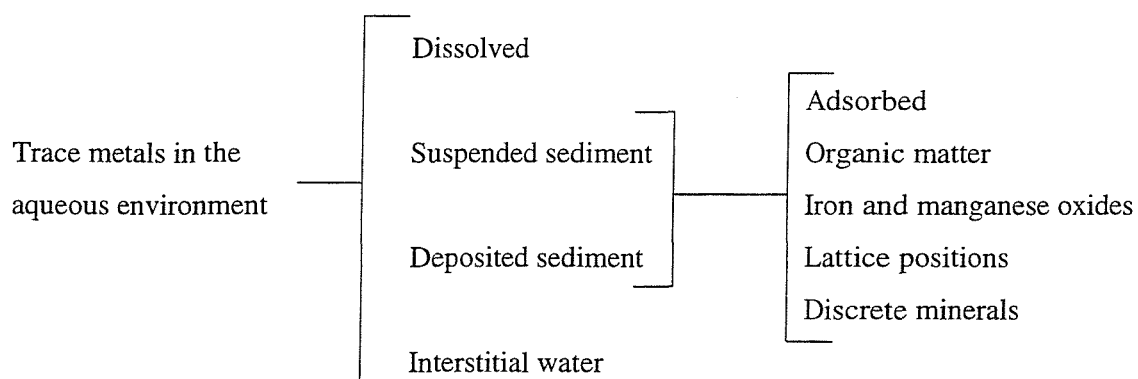 Trace metals in the
aqueous environment
Dissolved
Suspended sediment
Deposited sediment
Interstitial water
Adsorbed
Organic matter
Iron and manganese oxides
Lattice positions
Discrete minerals